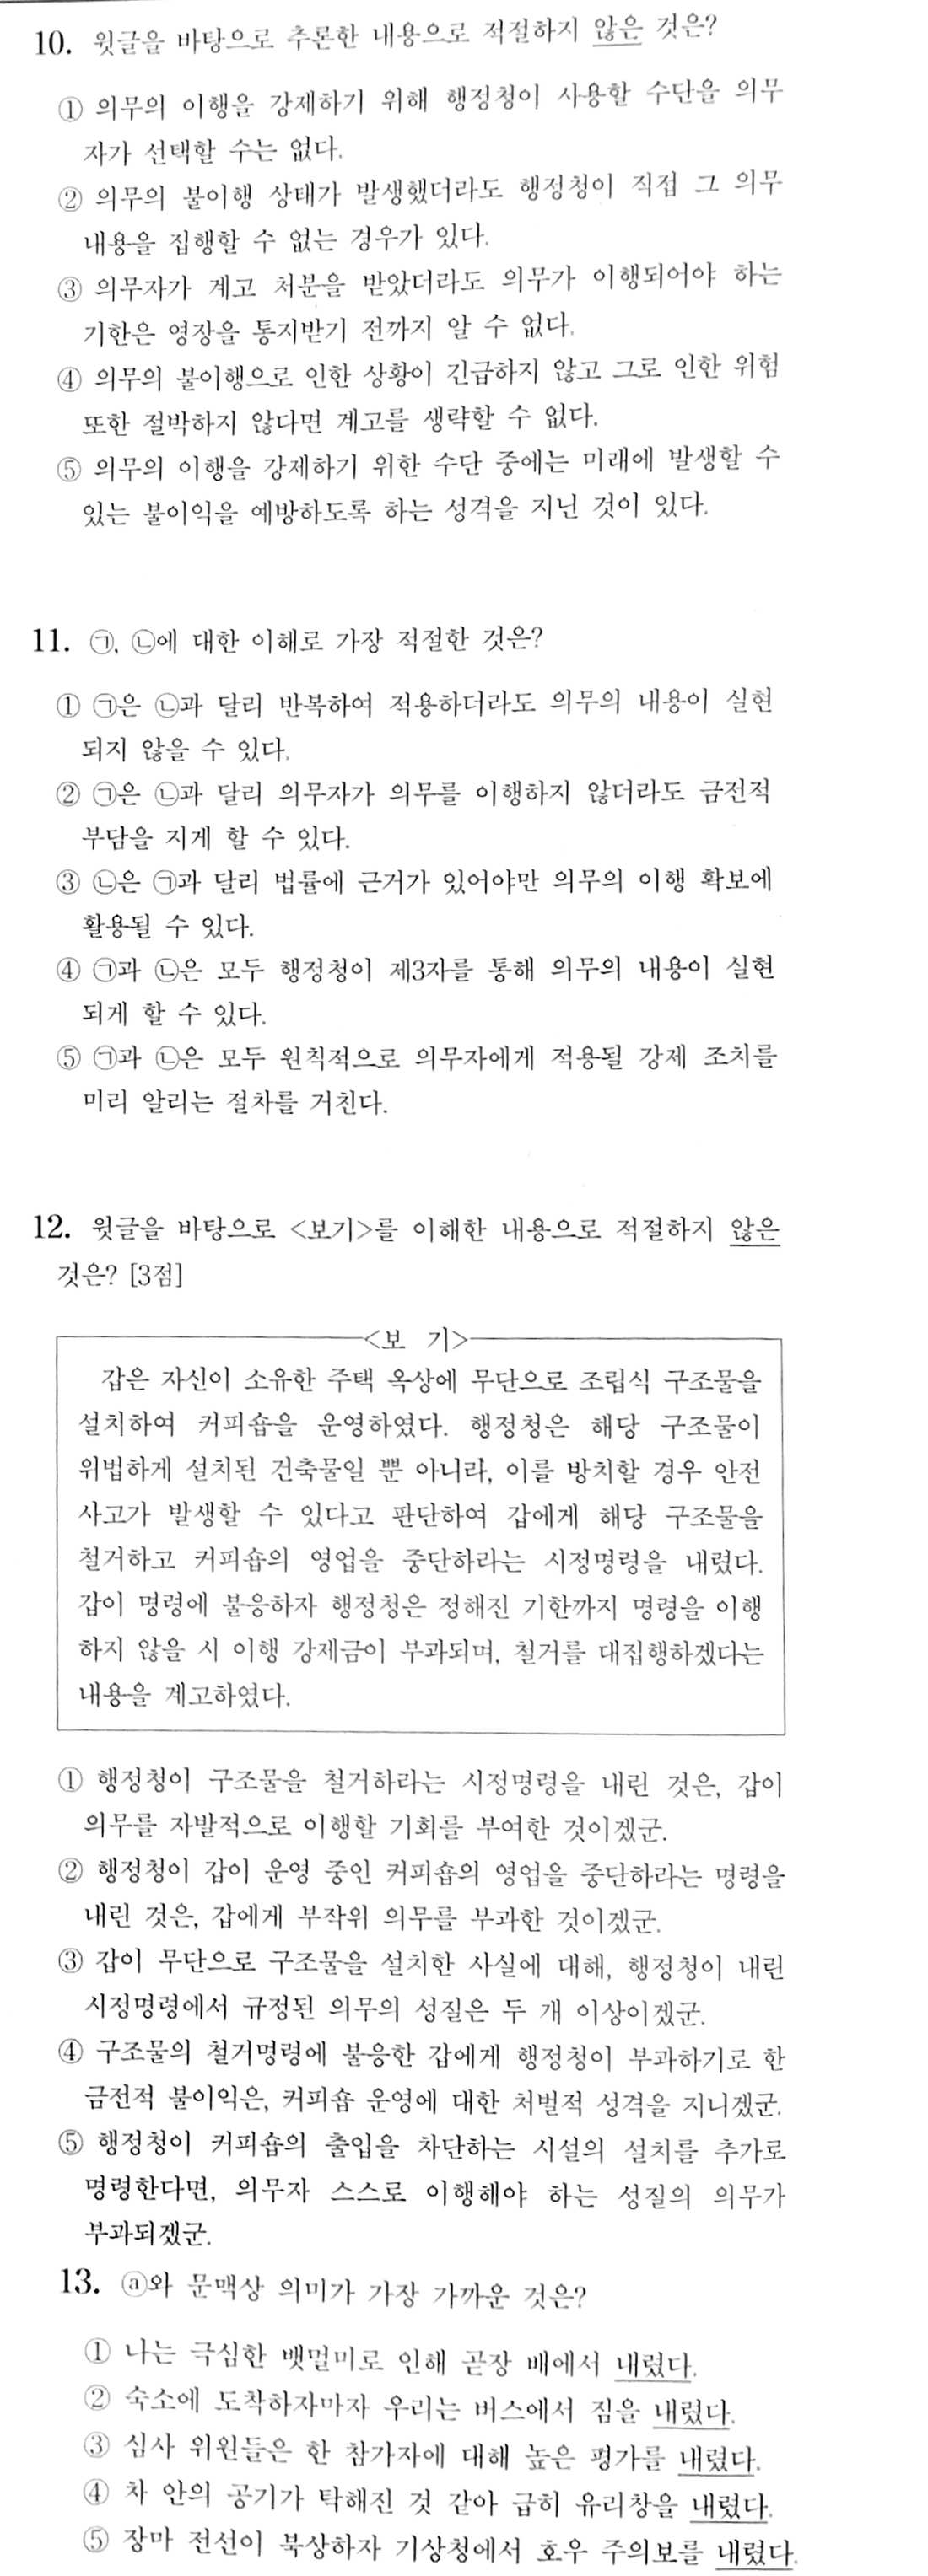 10. 윗글을 바탕으로 추론한 내용으로 적절하지 않은 것은?
① 의무의 이행을 강제하기 위해 행정청이 사용할 수단을 의무
자가 선택할 수는 없다.
② 의무의 불이행 상태가 발생했더라도 행정청이 직접 그 의무
내용을 집행할 수 없는 경우가 있다.
③ 의무자가 계고 처분을 받았더라도 의무가 이행되어야 하는
기한은 영장을 통지받기 전까지 알 수 없다.
④ 의무의 불이행으로 인한 상황이 긴급하지 않고 그로 인한 위험
또한 절박하지 않다면 계고를 생략할 수 없다.
⑤ 의무의 이행을 강제하기 위한 수단 중에는 미래에 발생할 수
있는 불이익을 예방하도록 하는 성격을 지닌 것이 있다.
11. ㉠, ㉡에 대한 이해로 가장 적절한 것은?
① ㉠은 ㉡과 달리 반복하여 적용하더라도 의무의 내용이 실현
되지 않을 수 있다.
② ㉠은 ㉡과 달리 의무자가 의무를 이행하지 않더라도 금전적
부담을 지게 할 수 있다.
③ ㉡은 ㉠과 달리 법률에 근거가 있어야만 의무의 이행 확보에
활용될 수 있다.
④ ㉠과 ㉡은 모두 행정청이 제3자를 통해 의무의 내용이 실현
되게 할 수 있다.
⑤ ㉠과 ㉡은 모두 원칙적으로 의무자에게 적용될 강제 조치를
미리 알리는 절차를 거친다.
12. 윗글을 바탕으로 <보기>를 이해한 내용으로 적절하지 않은
것은? [3점]
<보 기>
갑은 자신이 소유한 주택 옥상에 무단으로 조립식 구조물을
설치하여 커피숍을 운영하였다. 행정청은 해당 구조물이
위법하게 설치된 건축물일 뿐 아니라, 이를 방치할 경우 안전
사고가 발생할 수 있다고 판단하여 갑에게 해당 구조물을
철거하고 커피숍의 영업을 중단하라는 시정명령을 내렸다.
갑이 명령에 불응하자 행정청은 정해진 기한까지 명령을 이행
하지 않을 시 이행 강제금이 부과되며, 철거를 대집행하겠다는
내용을 계고하였다.
① 행정청이 구조물을 철거하라는 시정명령을 내린 것은, 갑이
의무를 자발적으로 이행할 기회를 부여한 것이겠군.
② 행정청이 갑이 운영 중인 커피숍의 영업을 중단하라는 명령을
내린 것은, 갑에게 부작위 의무를 부과한 것이겠군.
③ 갑이 무단으로 구조물을 설치한 사실에 대해, 행정청이 내린
시정명령에서 규정된 의무의 성질은 두 개 이상이겠군.
④ 구조물의 철거명령에 불응한 갑에게 행정청이 부과하기로 한
금전적 불이익은, 커피숍 운영에 대한 처벌적 성격을 지니겠군.
⑤ 행정청이 커피숍의 출입을 차단하는 시설의 설치를 추가로
명령한다면, 의무자 스스로 이행해야 하는 성질의 의무가
부과되겠군.
13. ⓐ와 문맥상 의미가 가장 가까운 것은?
① 나는 극심한 뱃멀미로 인해 곧장 배에서 내렸다.
② 숙소에 도착하자마자 우리는 버스에서 짐을 내렸다.
③ 심사 위원들은 한 참가자에 대해 높은 평가를 내렸다.
④ 차 안의 공기가 탁해진 것 같아 급히 유리창을 내렸다.
⑤ 장마 전선이 북상하자 기상청에서 호우 주의보를 내렸다.